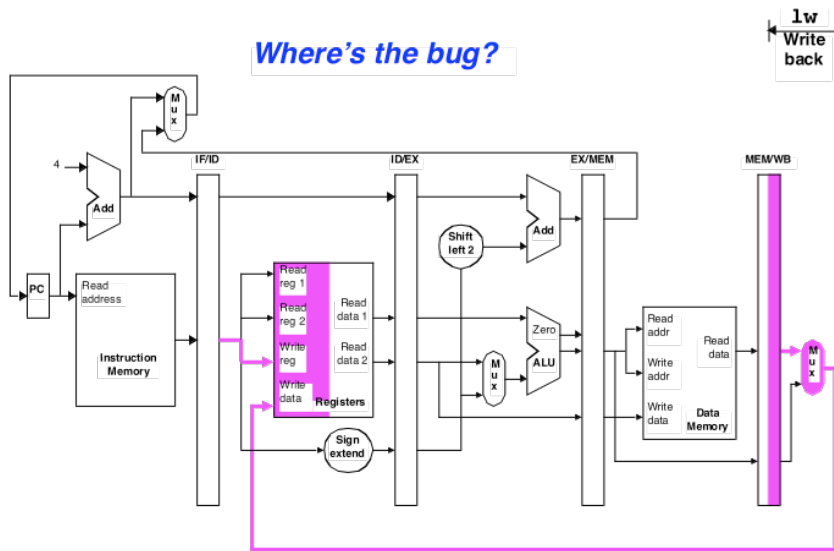 lw
Write
back
Where's the bug?
M
u
x
IF/ID
ID/EX
EX/MEM
MEM/WB
4
Add
Add
Shift
left 2
PC
Read
address
Instruction
Memory
Read
reg 1
Read
reg 2
Write
reg
Write
data
Read
data 1
Read
data 2
Registers
Sign
extend
Zero
ALU
M
u
x
Read
addr
Write
addr
Write
data
Read
data
Data
Memory
M
u
x